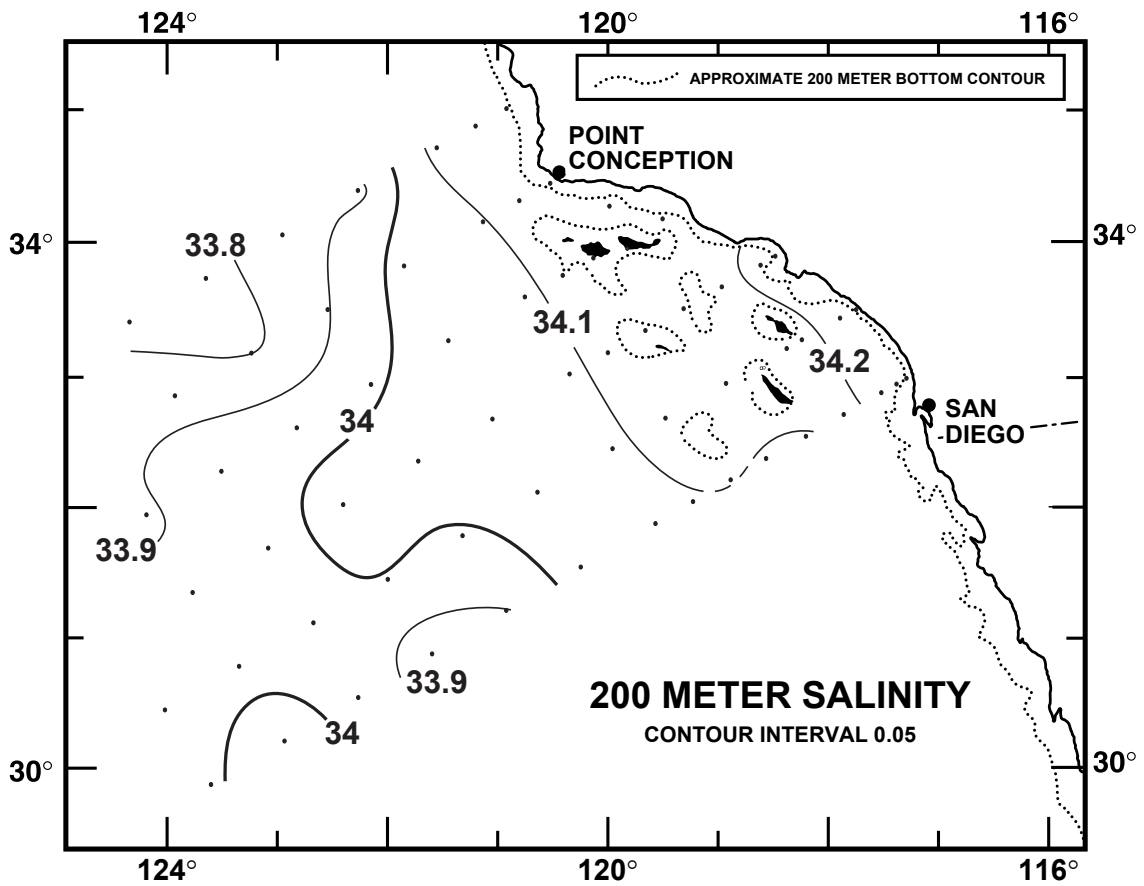 124° 120° 116°
APPROXIMATE 200 METER BOTTOM CONTOUR
POINT
CONCEPTION
34° 33.8 34°
34.1
34.2
34
SAN
DIEGO
33.9
33.9
200 METER SALINITY
34
CONTOUR INTERVAL 0.05
30° 30°
124° 120° 116°